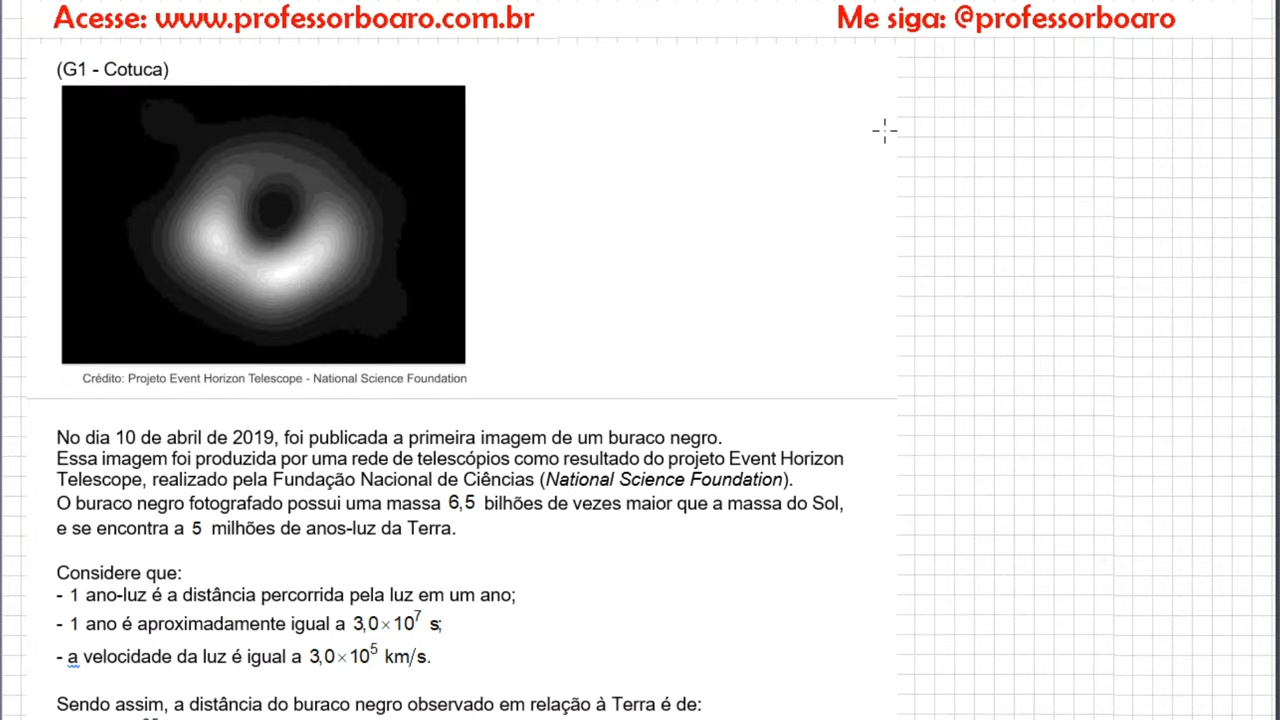 Acesse: www.professorboaro.com.br
Me siga: @professorboaro
(G1 - Cotuca)
Crédito: Projeto Event Horizon Telescope - National Science Foundation
No dia 10 de abril de 2019, foi publicada a primeira imagem de um buraco negro.
Essa imagem foi produzida por uma rede de telescópios como resultado do projeto Event Horizon
Telescope, realizado pela Fundação Nacional de Ciências (National Science Foundation).
O buraco negro fotografado possui uma massa 6,5 bilhões de vezes maior que a massa do Sol,
e se encontra a 5 milhões de anos-luz da Terra.
Considere que:
- 1 ano-luz é a distância percorrida pela luz em um ano;
- 1 ano é aproximadamente igual a 3,0×10⁷ s;
- a velocidade da luz é igual a 3,0×10⁵ km/s.
Sendo assim, a distância do buraco negro observado em relação à Terra é de: